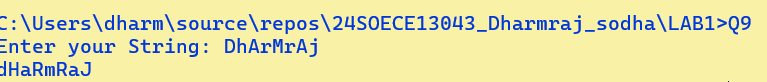 C:\Users\dharm\source\repos\24SOECE13043_Dharmraj_sodha\LAB1>Q9
Enter your String: DhArMrAj
dHaRmRaJ